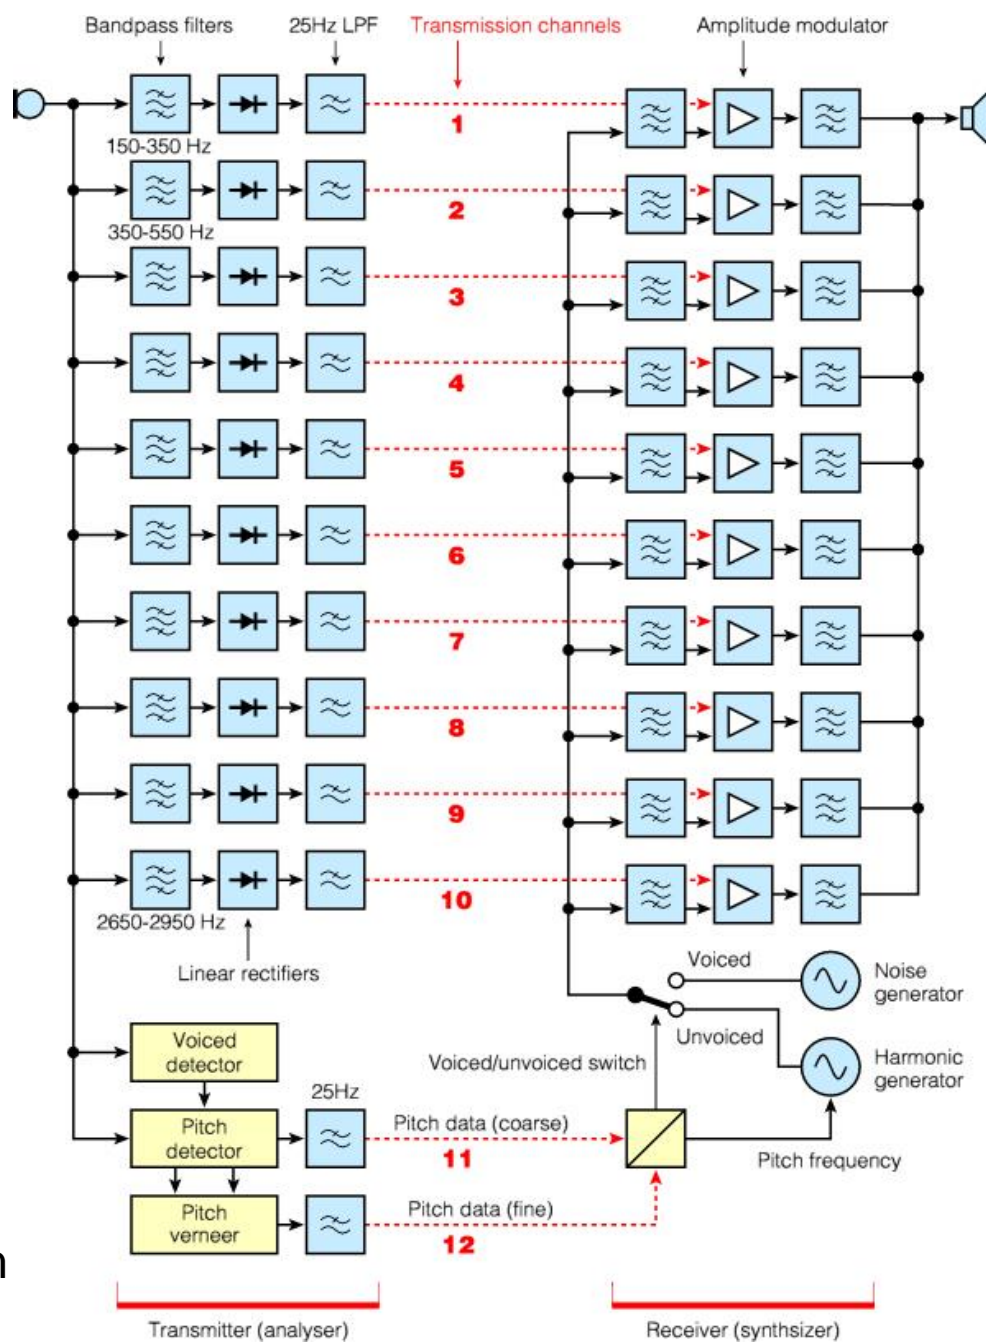 Bandpass filters
25Hz LPF
Transmission channels
Amplitude modulator
1
150-350 Hz
2
350-550 Hz
3
4
5
6
7
8
9
10
2650-2950 Hz
Linear rectifiers
Voiced
Noise
generator
Unvoiced
Voiced
detector
Voiced/unvoiced switch
Harmonic
generator
25Hz
Pitch
detector
Pitch data (coarse)
11
Pitch frequency
Pitch
verneer
Pitch data (fine)
12
n
Transmitter (analyser)
Receiver (synthsizer)